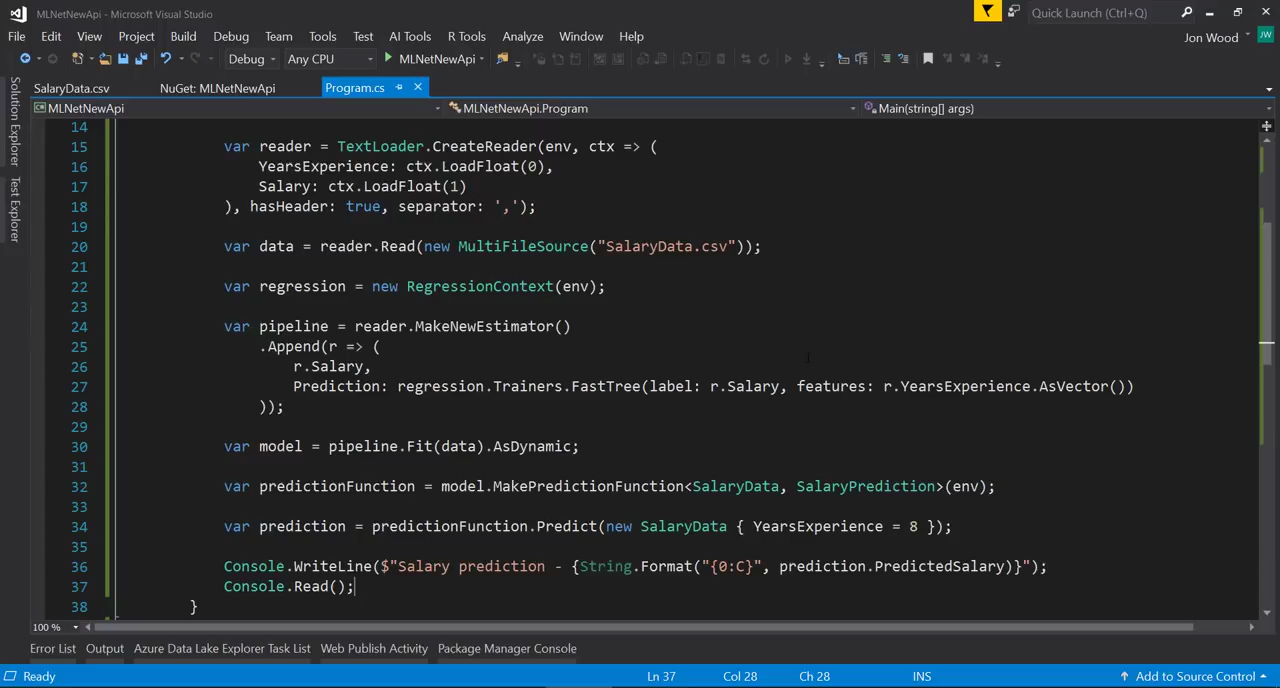 MLNetNewApi - Microsoft Visual Studio
Quick Launch (Ctrl+Q)
File Edit View Project Build Debug Team Tools Test AI Tools R Tools Analyze Window Help
Jon Wood JW
Debug Any CPU MLNetNewApi
SalaryData.csv NuGet: MLNetNewApi Program.cs
MLNetNewApi MLNetNewApi.Program Main(string[] args)
Solution Explorer
Test Explorer
14
15 var reader = TextLoader.CreateReader(env, ctx => (
16 YearsExperience: ctx.LoadFloat(0),
17 Salary: ctx.LoadFloat(1)
18 ), hasHeader: true, separator: ',');
19
20 var data = reader.Read(new MultiFileSource("SalaryData.csv"));
21
22 var regression = new RegressionContext(env);
23
24 var pipeline = reader.MakeNewEstimator()
25 .Append(r => (
26 r.Salary,
27 Prediction: regression.Trainers.FastTree(label: r.Salary, features: r.YearsExperience.AsVector())
28 ));
29
30 var model = pipeline.Fit(data).AsDynamic;
31
32 var predictionFunction = model.MakePredictionFunction<SalaryData, SalaryPrediction>(env);
33
34 var prediction = predictionFunction.Predict(new SalaryData { YearsExperience = 8 });
35
36 Console.WriteLine($"Salary prediction - {String.Format("{0:C}", prediction.PredictedSalary)}");
37 Console.Read();
38 }
100 %
Error List Output Azure Data Lake Explorer Task List Web Publish Activity Package Manager Console
Ready Ln 37 Col 28 Ch 28 INS Add to Source Control